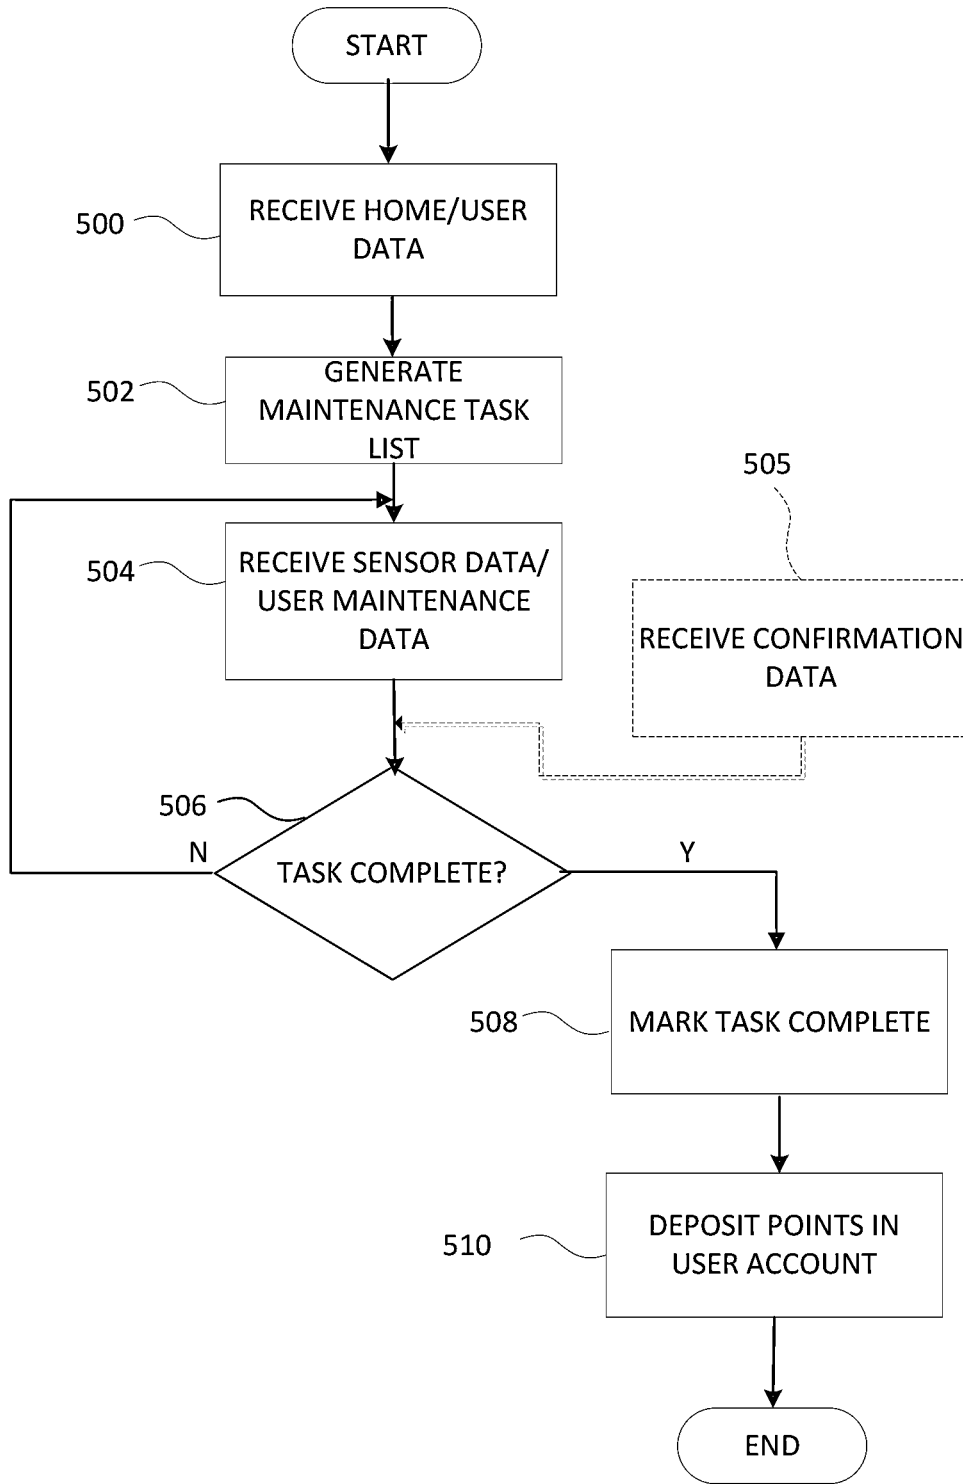 START
500
RECEIVE HOME/USER
DATA
502
GENERATE
MAINTENANCE TASK
LIST
505
504
RECEIVE SENSOR DATA/
USER MAINTENANCE
DATA
RECEIVE CONFIRMATION
DATA
506
N
TASK COMPLETE?
Y
508
MARK TASK COMPLETE
510
DEPOSIT POINTS IN
USER ACCOUNT
END